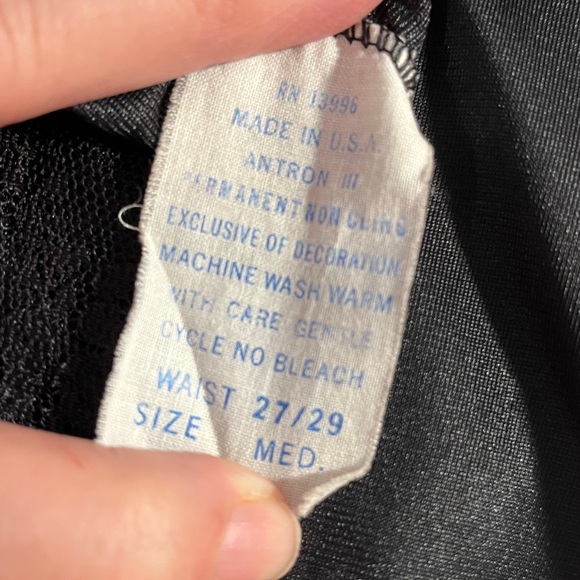 RN 13996
MADE IN U.S.A.
ANTRON III
PERMANENT NON CLING
EXCLUSIVE OF DECORATION
MACHINE WASH WARM
WITH CARE GENTLE
CYCLE NO BLEACH
WAIST 27/29
SIZE MED.